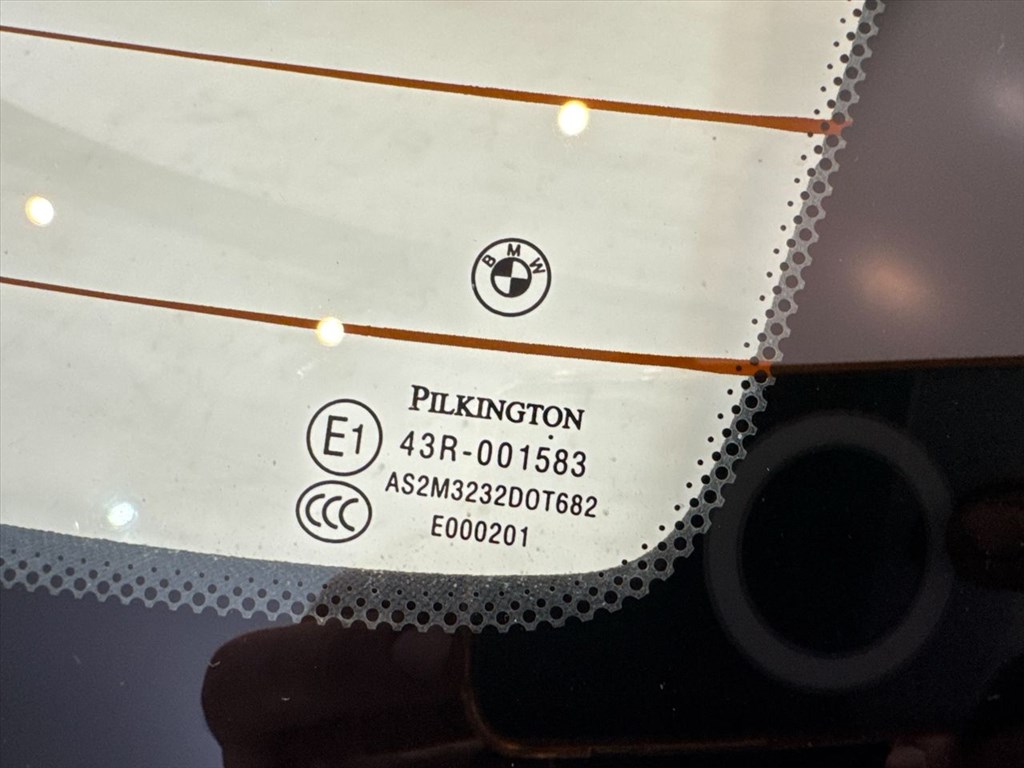 BMW
PILKINGTON
E1 43R-001583
AS2M3232DOT682
CCC E000201